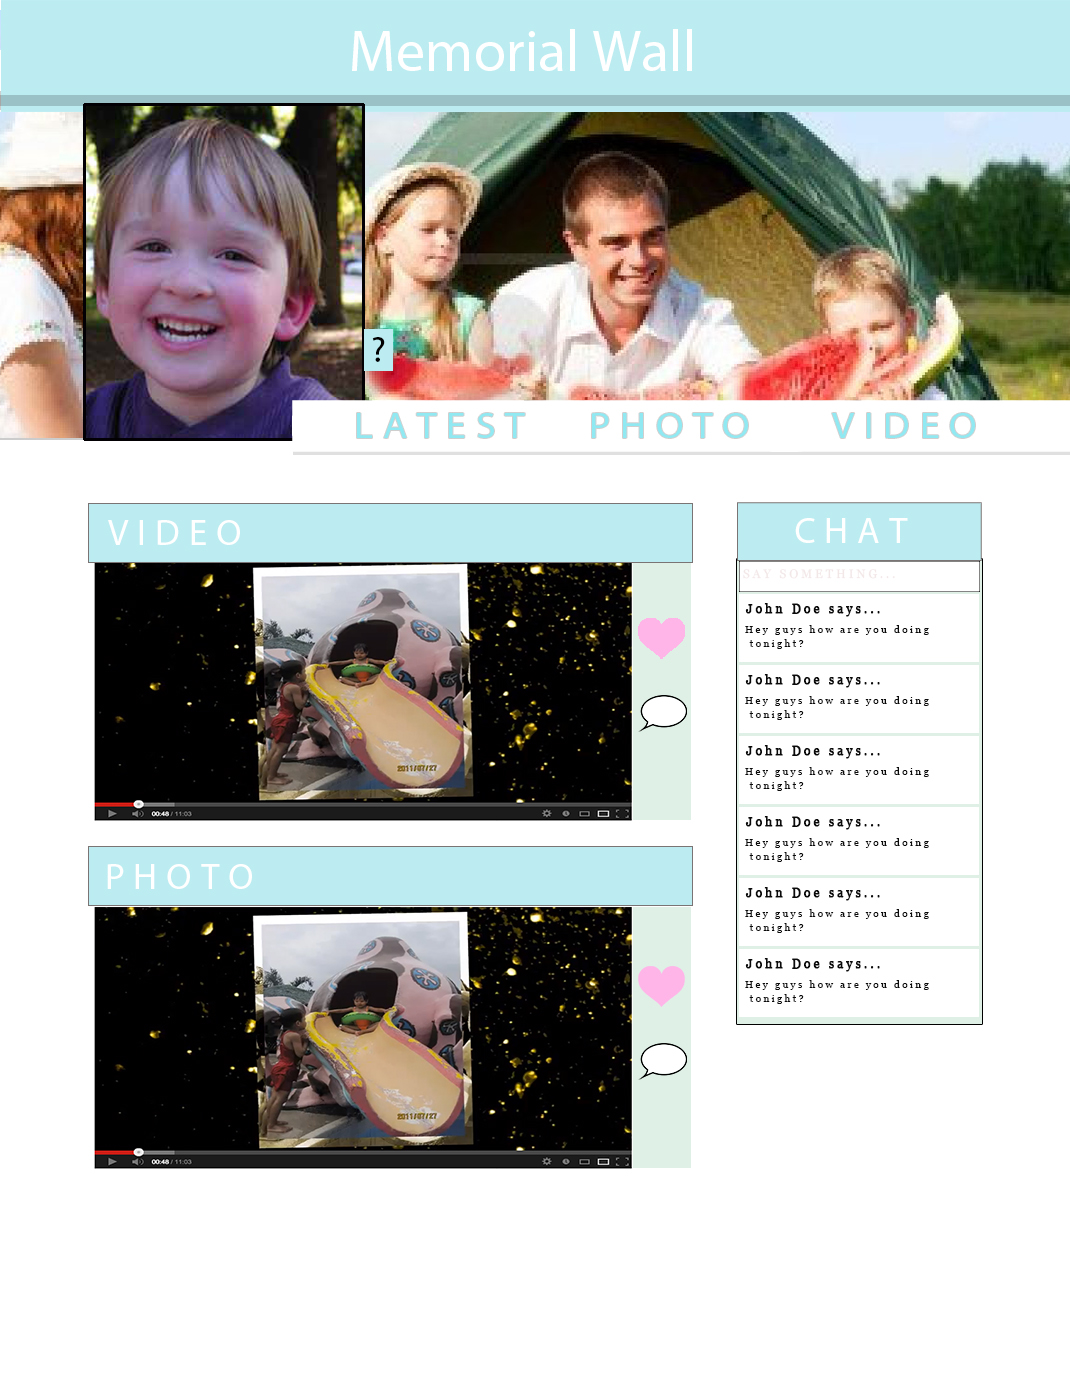 Memorial Wall
?
LATEST PHOTO VIDEO
VIDEO
2011/07/27
00:48 / 11:03
PHOTO
2011/07/27
00:48 / 11:03
CHAT
SAY SOMETHING...
John Doe says...
Hey guys how are you doing
tonight?
John Doe says...
Hey guys how are you doing
tonight?
John Doe says...
Hey guys how are you doing
tonight?
John Doe says...
Hey guys how are you doing
tonight?
John Doe says...
Hey guys how are you doing
tonight?
John Doe says...
Hey guys how are you doing
tonight?